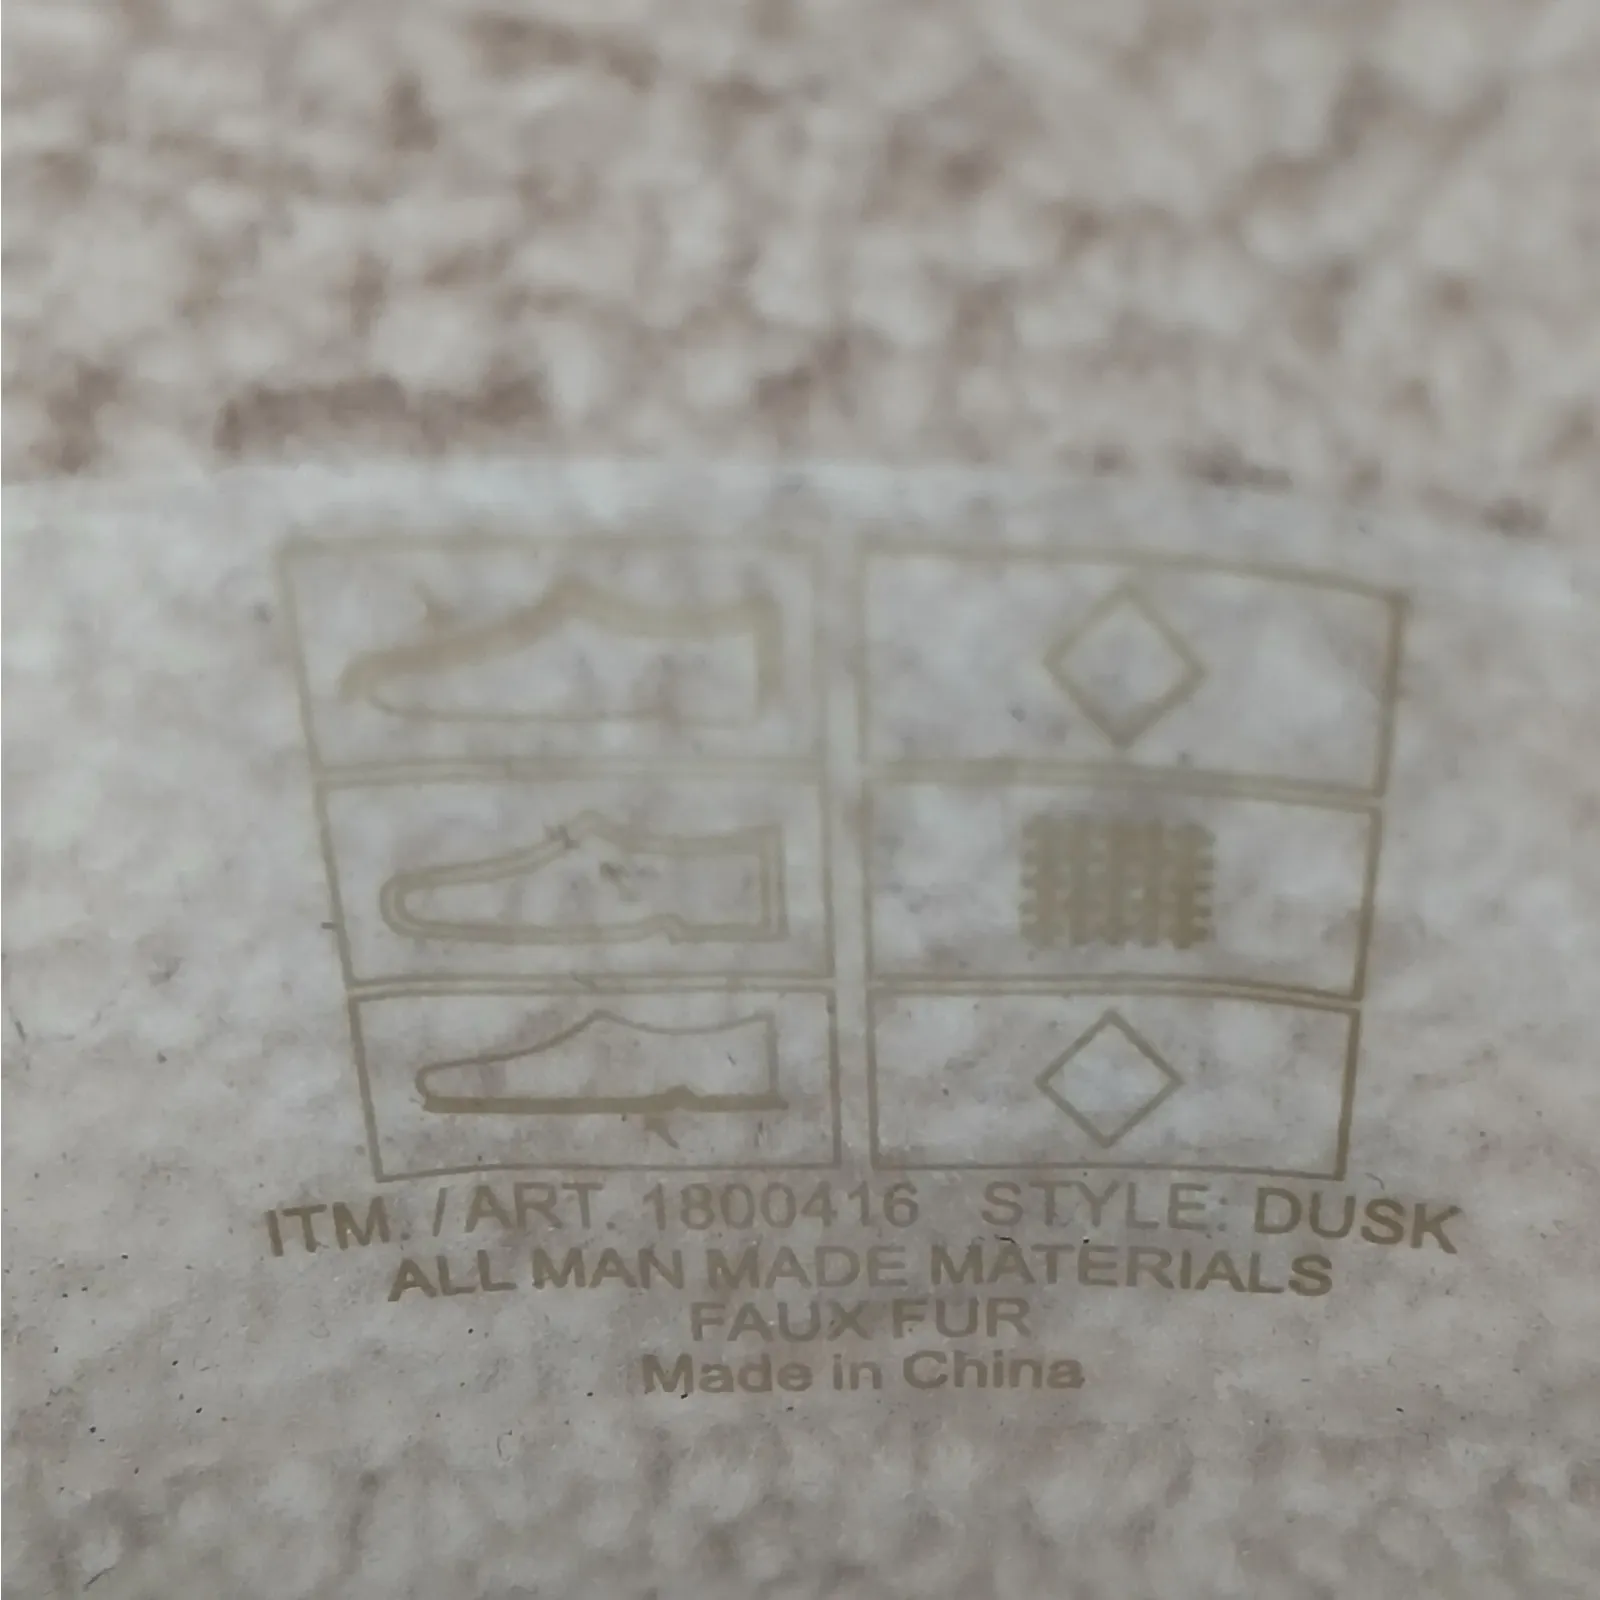 ITM. / ART. 1800416 STYLE: DUSK
ALL MAN MADE MATERIALS
FAUX FUR
Made in China